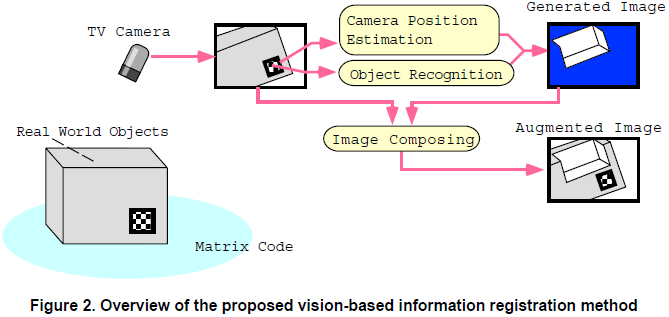 TV Camera
Camera Position
Estimation
Object Recognition
Generated Image
Real World Objects
Image Composing
Augmented Image
Matrix Code
Figure 2. Overview of the proposed vision-based information registration method